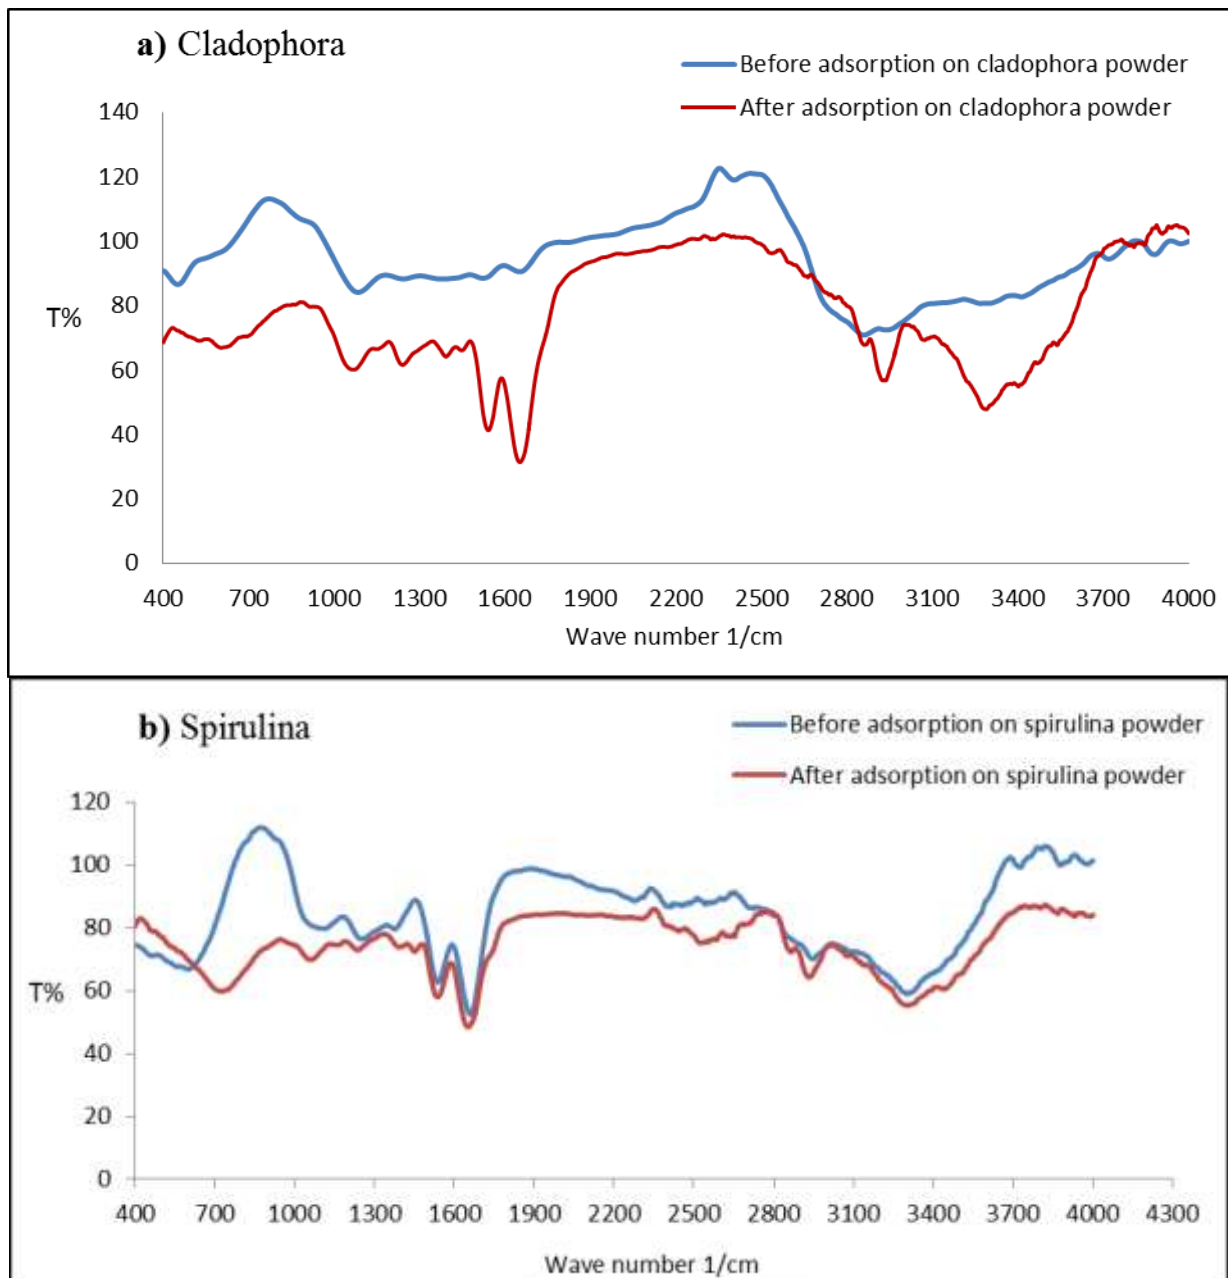 a) Cladophora
Before adsorption on cladophora powder
After adsorption on cladophora powder
140
120
100
80
T%
60
40
20
0
400 700 1000 1300 1600 1900 2200 2500 2800 3100 3400 3700 4000
Wave number 1/cm
b) Spirulina
Before adsorption on spirulina powder
After adsorption on spirulina powder
120
100
80
60
T%
40
20
0
400 700 1000 1300 1600 1900 2200 2500 2800 3100 3400 3700 4000 4300
Wave number 1/cm